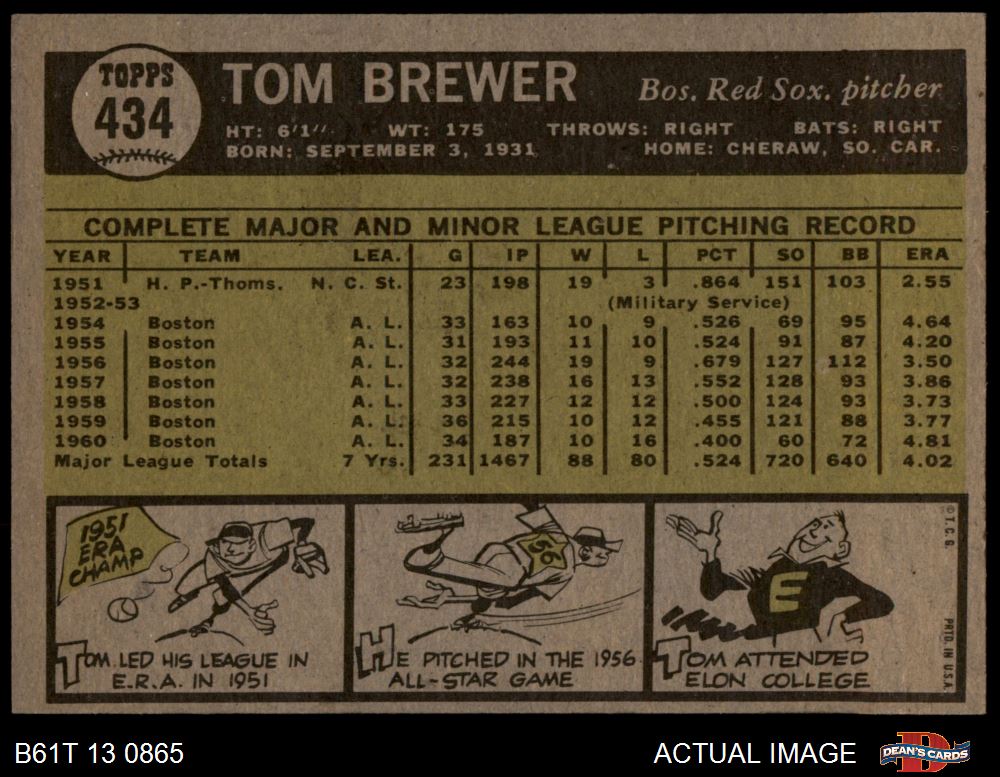 TOPPS
434
TOM BREWER
Bos. Red Sox. pitcher
HT: 6'1" WT: 175 THROWS: RIGHT BATS: RIGHT
BORN: SEPTEMBER 3, 1931 HOME: CHERAW, SO. CAR.
COMPLETE MAJOR AND MINOR LEAGUE PITCHING RECORD
YEAR TEAM LEA. G IP W L PCT SO BB ERA
1951 H. P.-Thoms. N. C. St. 23 198 19 3 .864 151 103 2.55
1952-53 (Military Service)
1954 Boston A. L. 33 163 10 9 .526 69 95 4.64
1955 Boston A. L. 31 193 11 10 .524 91 87 4.20
1956 Boston A. L. 32 244 19 9 .679 127 112 3.50
1957 Boston A. L. 32 238 16 13 .552 128 93 3.86
1958 Boston A. L. 33 227 12 12 .500 124 93 3.73
1959 Boston A. L. 36 215 10 12 .455 121 88 3.77
1960 Boston A. L. 34 187 10 16 .400 60 72 4.81
Major League Totals 7 Yrs. 231 1467 88 80 .524 720 640 4.02
1951
ERA
CHAMP
TOM LED HIS LEAGUE IN
E.R.A. IN 1951
56
HE PITCHED IN THE 1956
ALL-STAR GAME
E
TOM ATTENDED
ELON COLLEGE
© T. C. G.
PRTD. IN U.S.A.
B61T 13 0865
ACTUAL IMAGE
DEAN'S CARDS